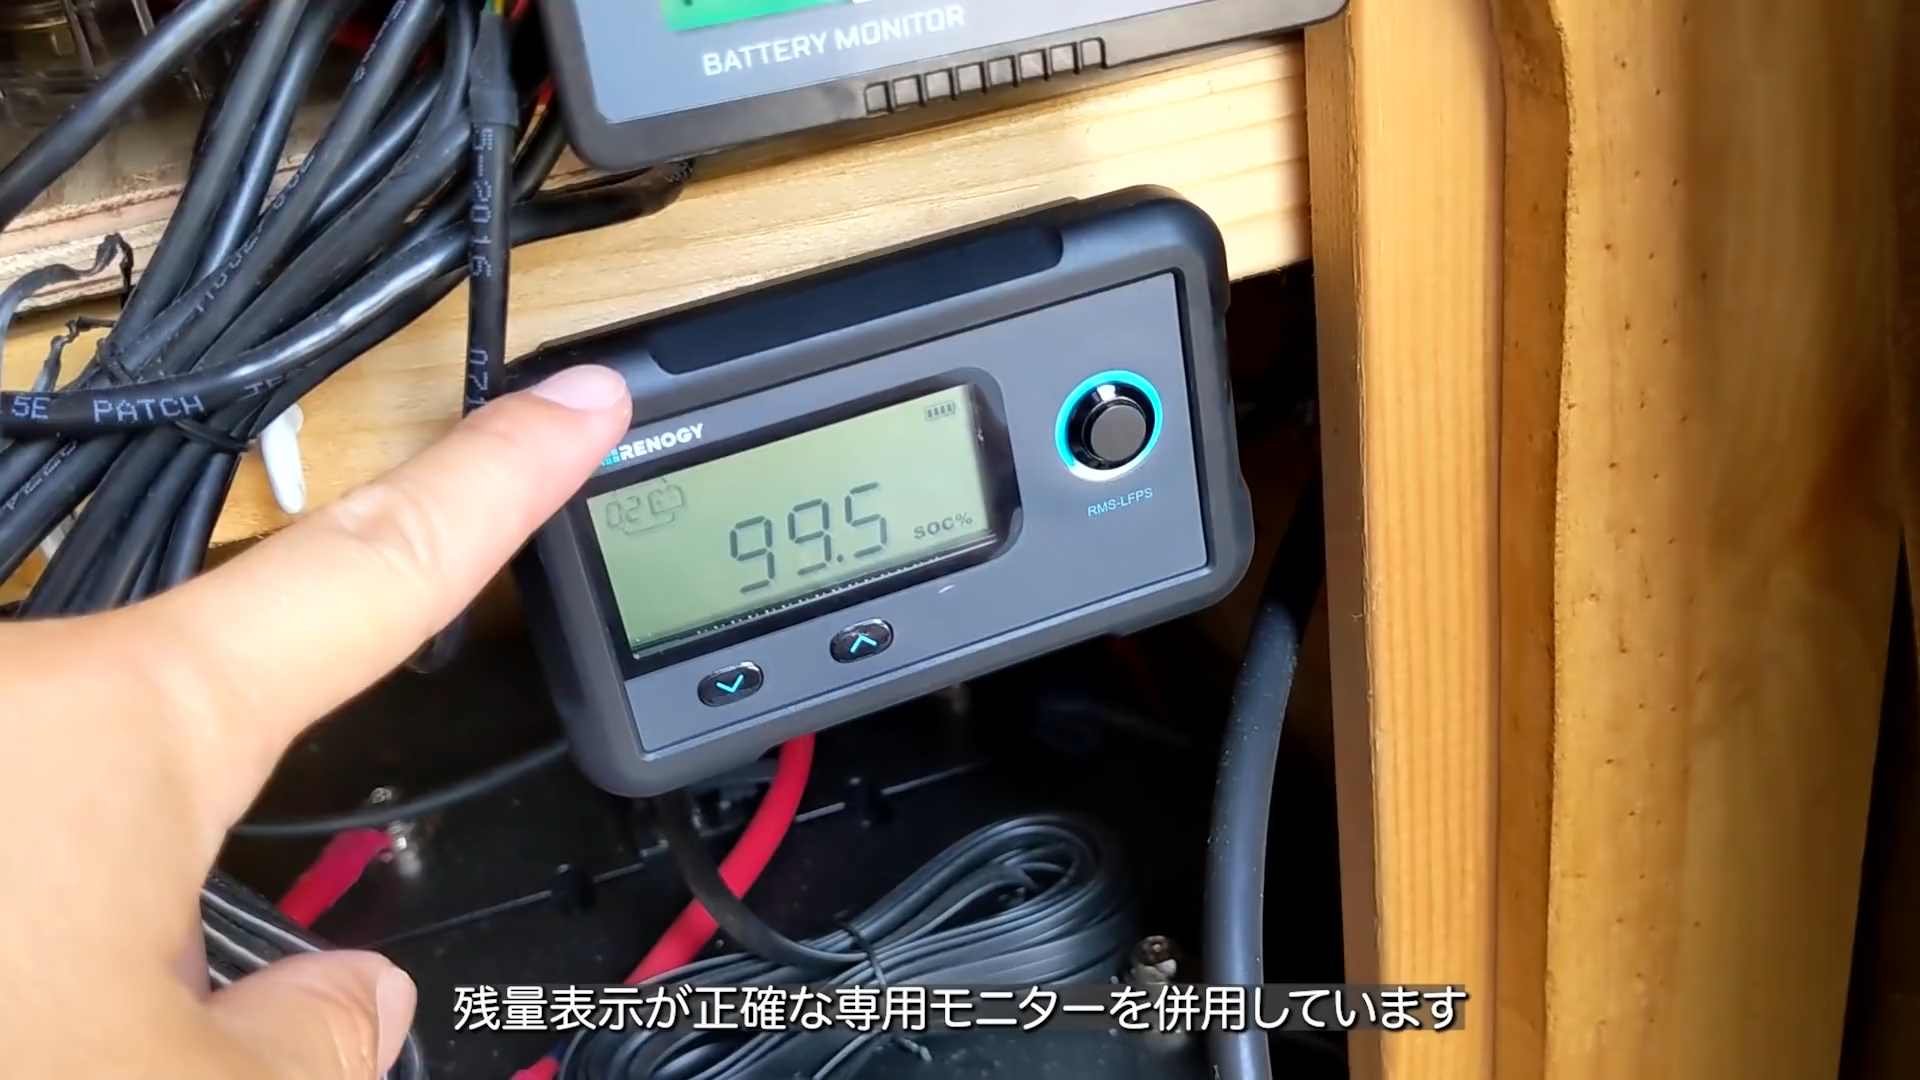 BATTERY MONITOR
5E PATCH
RENOGY
02
99.5 SOC%
RMS-LFPS
残量表示が正確な専用モニターを併用しています